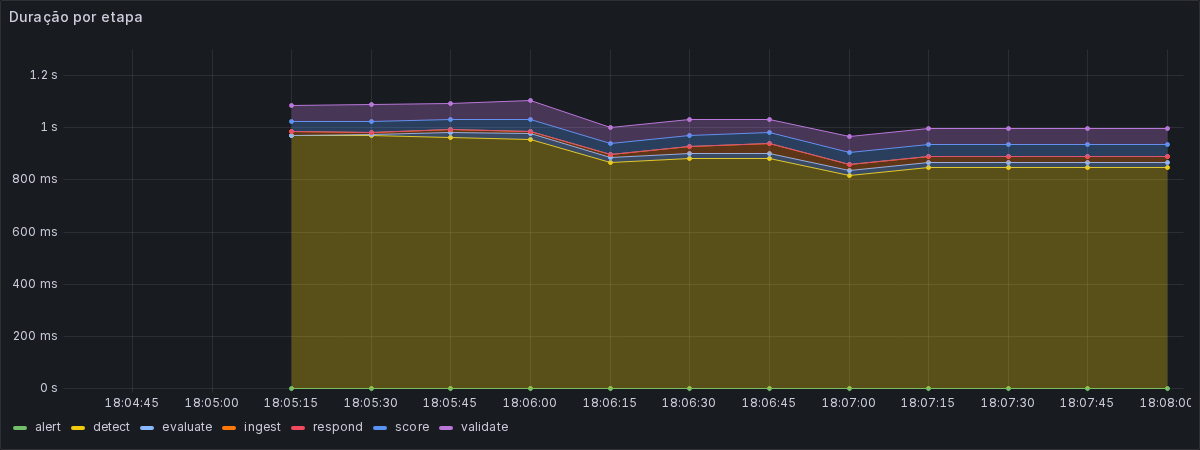 Duração por etapa
1.2 s
1 s
800 ms
600 ms
400 ms
200 ms
0 s
18:04:45 18:05:00 18:05:15 18:05:30 18:05:45 18:06:00 18:06:15 18:06:30 18:06:45 18:07:00 18:07:15 18:07:30 18:07:45 18:08:00
alert detect evaluate ingest respond score validate